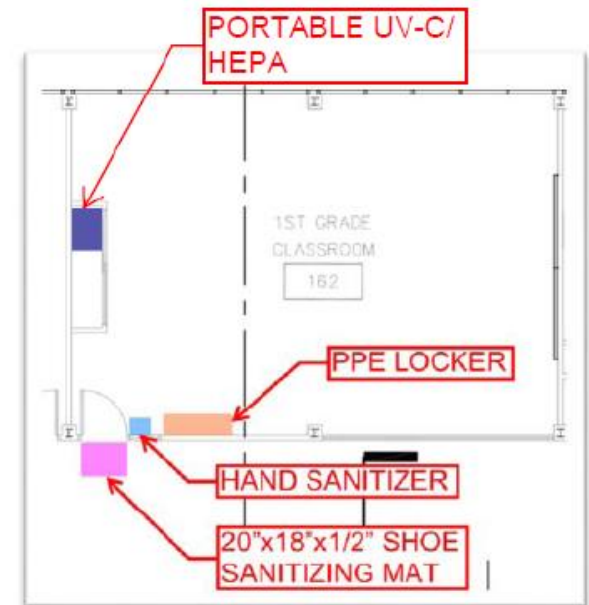 PORTABLE UV-C/
HEPA
1ST GRADE
CLASSROOM
162
PPE LOCKER
HAND SANITIZER
20"x18"x1/2" SHOE
SANITIZING MAT